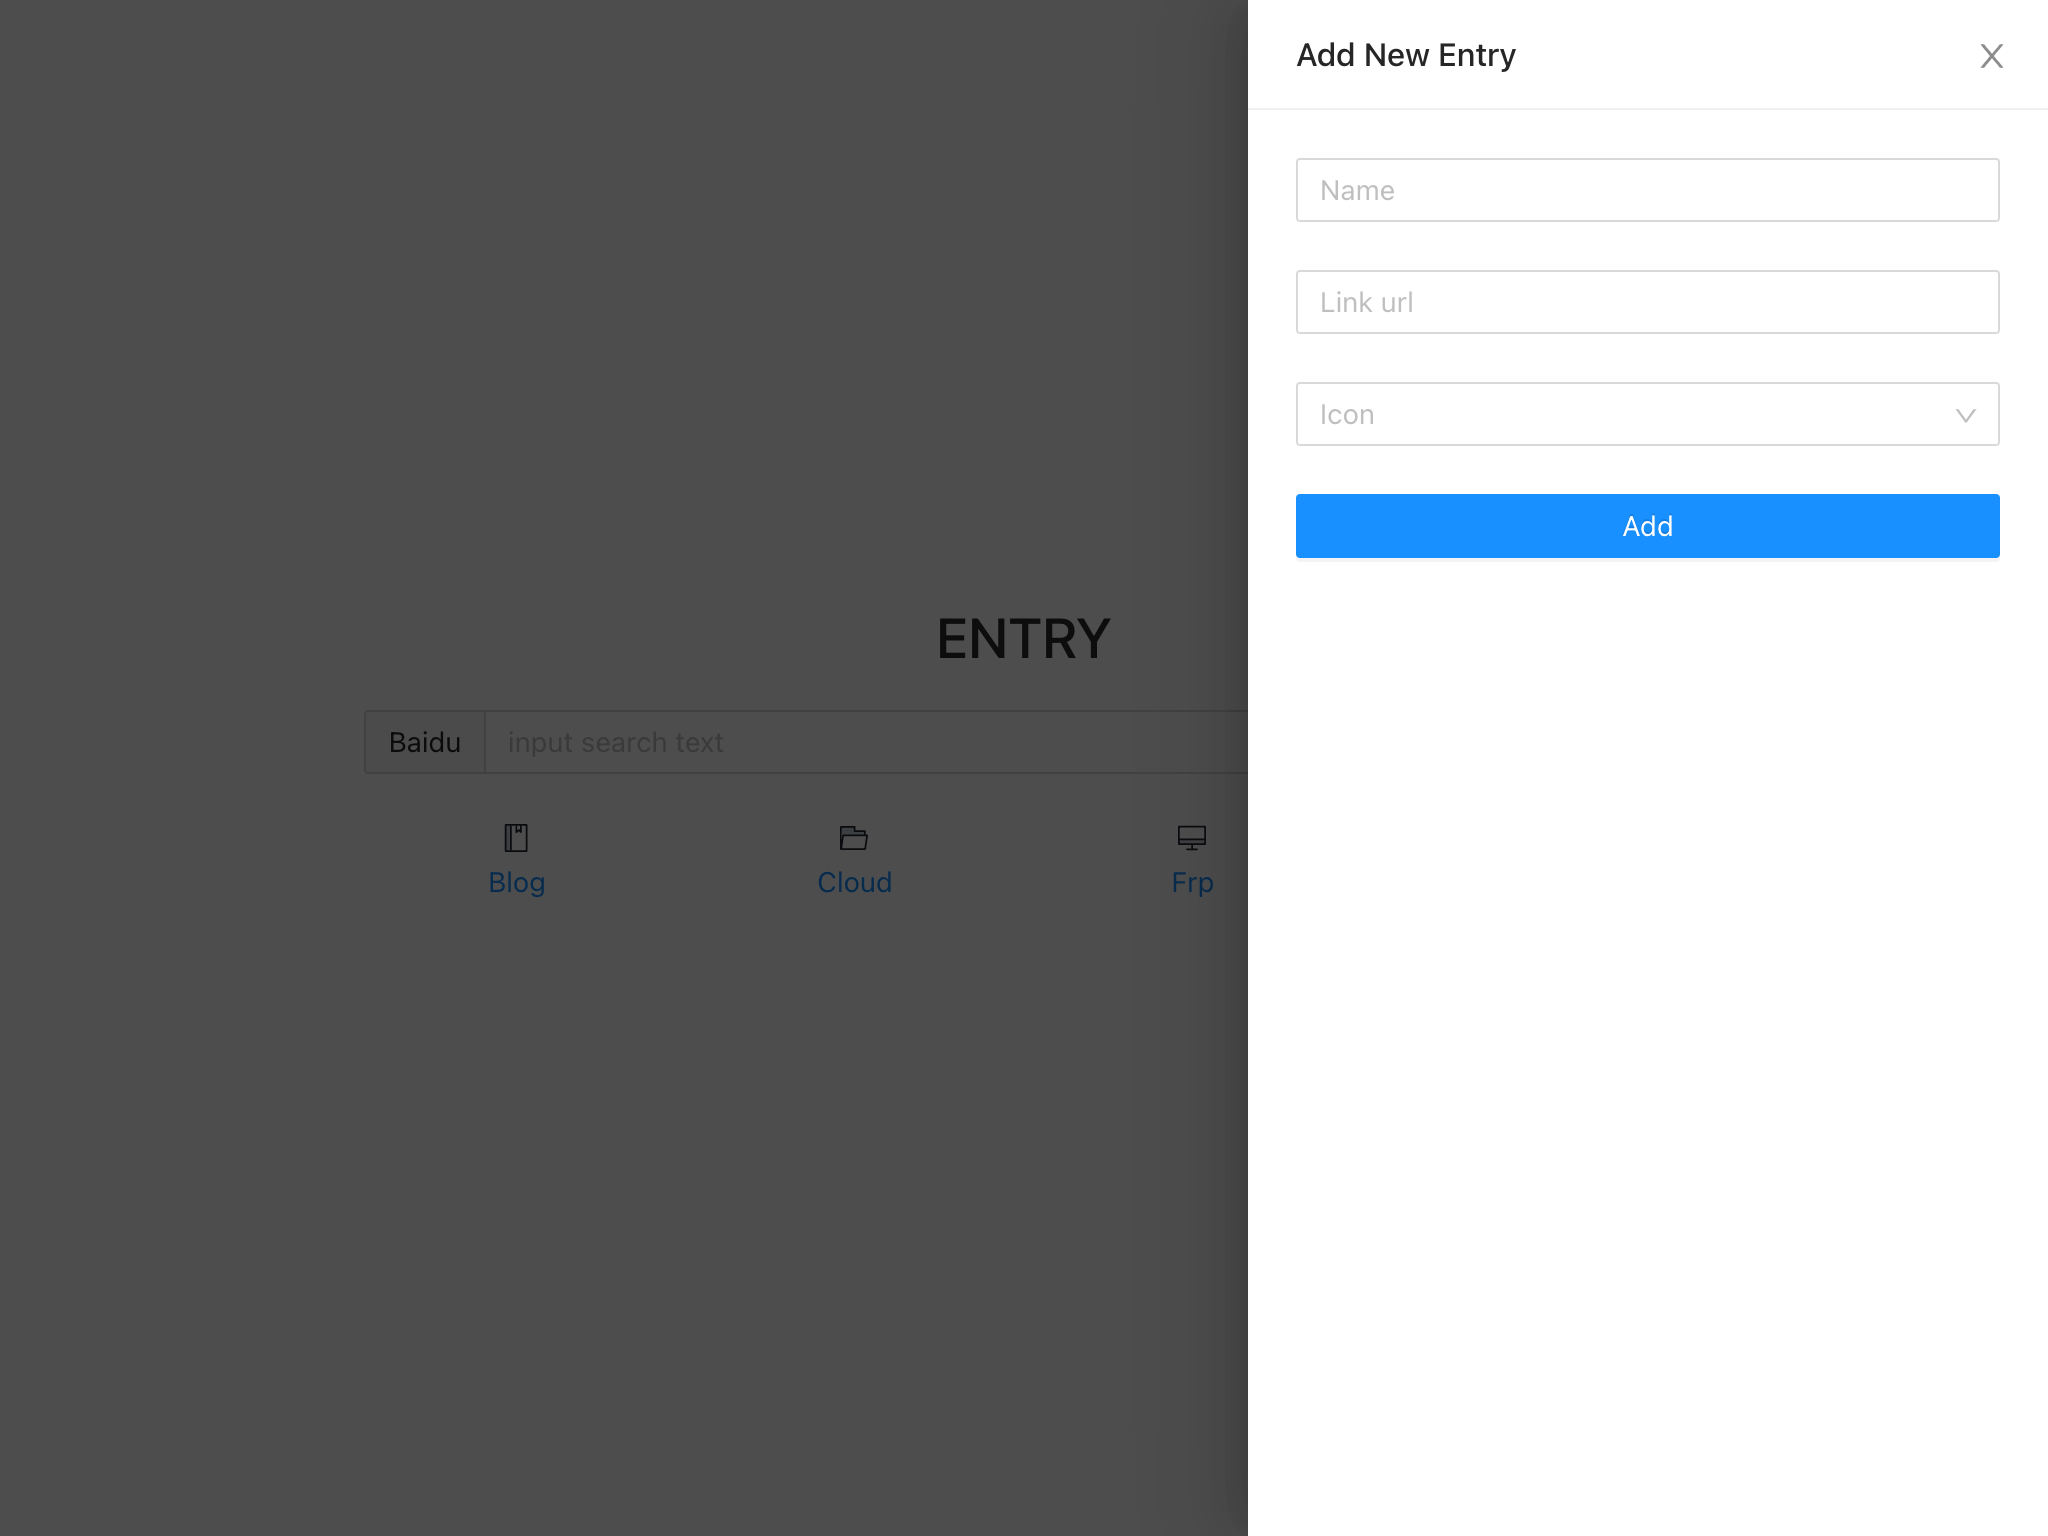 Add New Entry
Name
Link url
Icon
Add
ENTRY
Baidu input search text
Blog Cloud Frp